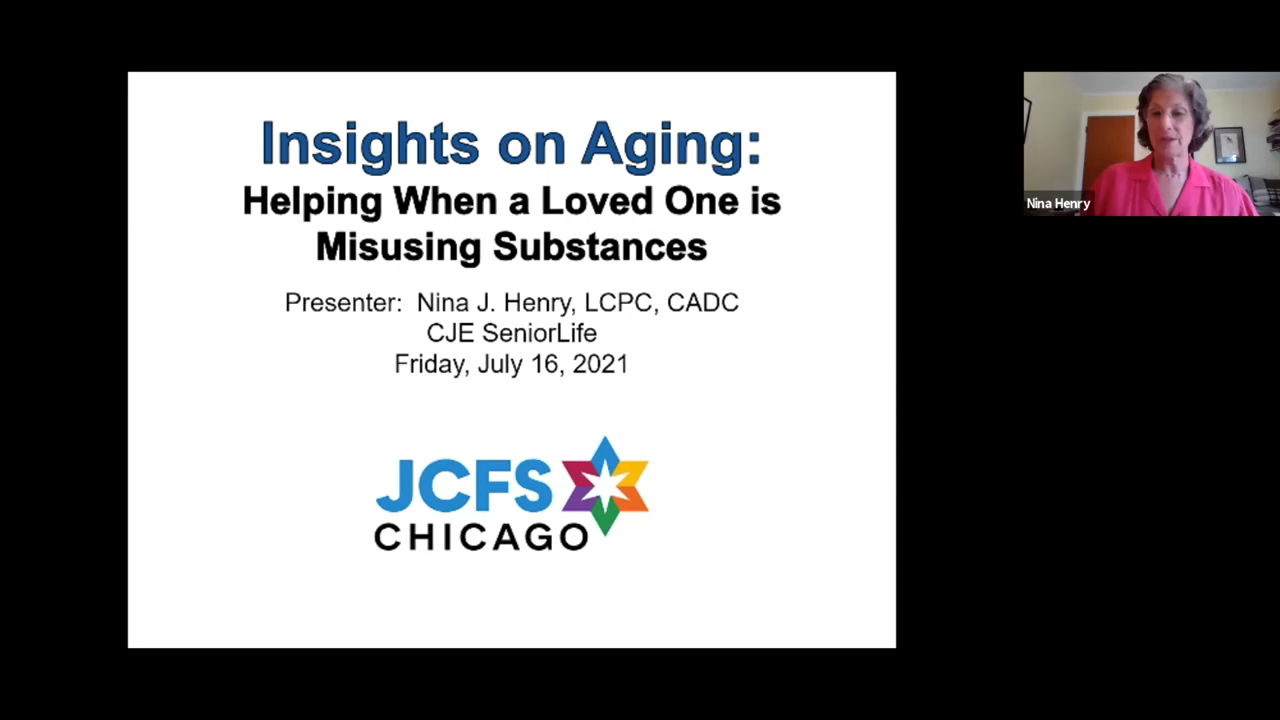 Insights on Aging:
Helping When a Loved One is
Misusing Substances
Presenter:  Nina J. Henry, LCPC, CADC
CJE SeniorLife
Friday, July 16, 2021
JCFS
CHICAGO
Nina Henry